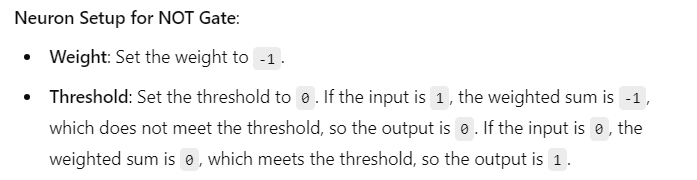 Neuron Setup for NOT Gate:
• Weight: Set the weight to -1.
• Threshold: Set the threshold to 0. If the input is 1, the weighted sum is -1,
which does not meet the threshold, so the output is 0. If the input is 0, the
weighted sum is 0, which meets the threshold, so the output is 1.